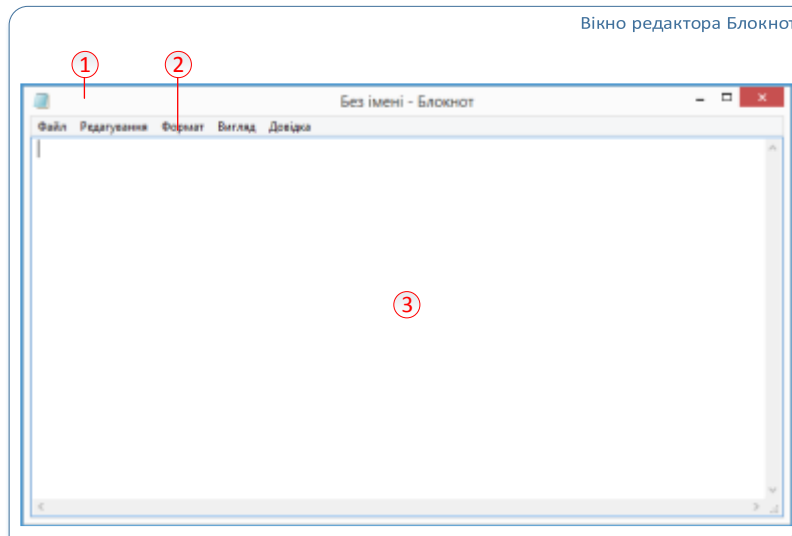 Вікно редактора Блокнот
1 2
Без імені - Блокнот
Файл Редагування Формат Вигляд Довідка
3